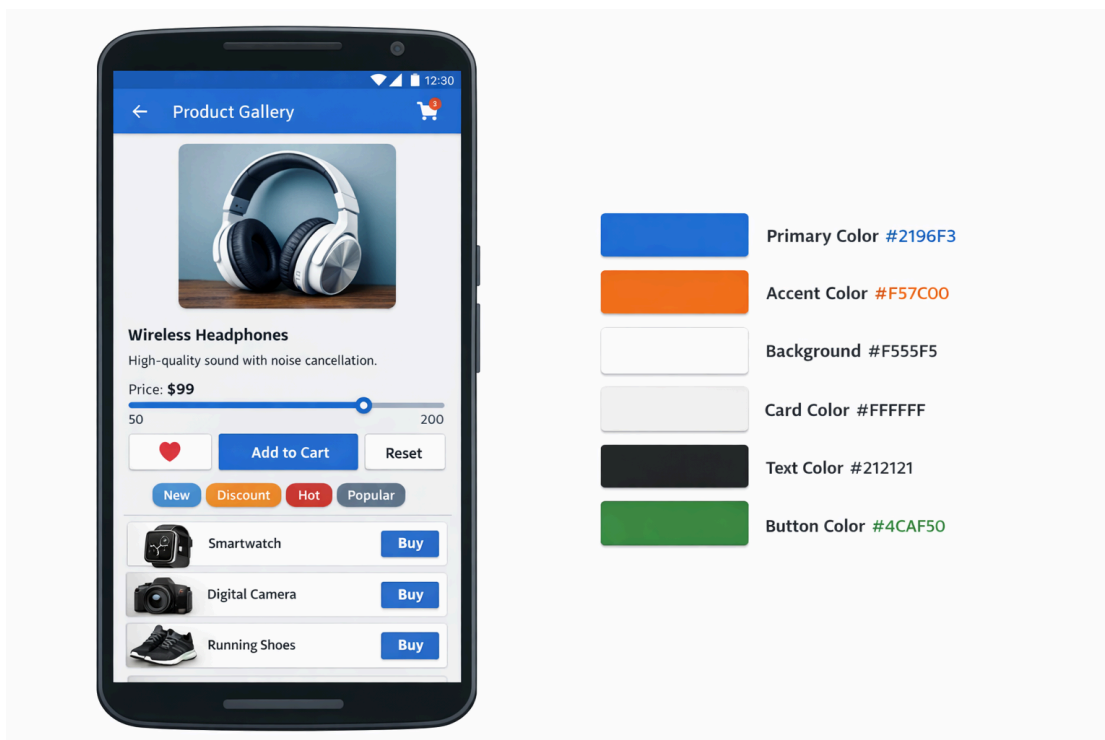 12:30
Product Gallery
3
Wireless Headphones
High-quality sound with noise cancellation.
Price: $99
50 200
Add to Cart Reset
New Discount Hot Popular
Smartwatch Buy
Digital Camera Buy
Running Shoes Buy
Primary Color #2196F3
Accent Color #F57C00
Background #F555F5
Card Color #FFFFFF
Text Color #212121
Button Color #4CAF50